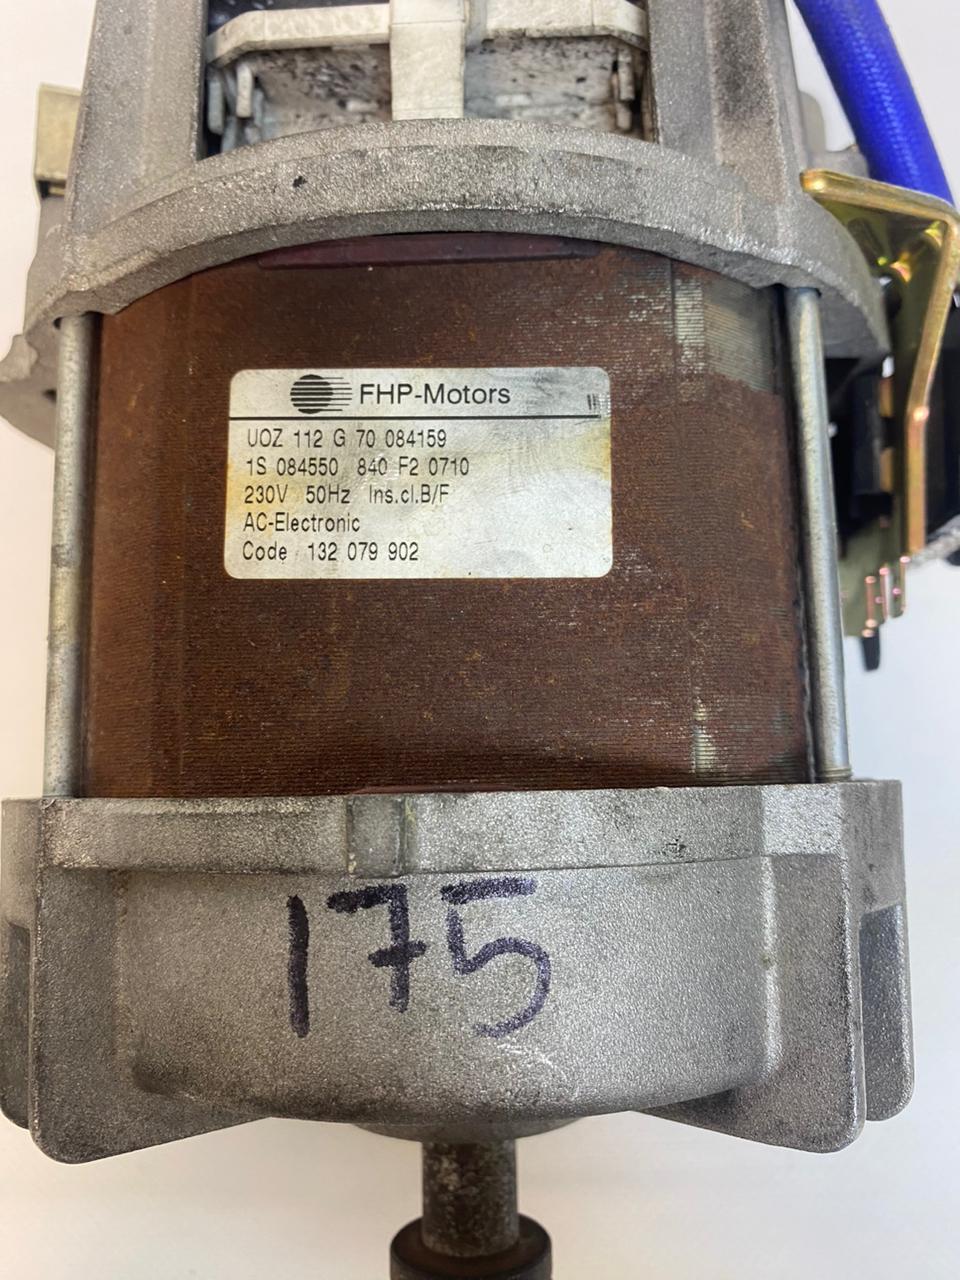 FHP-Motors
UOZ 112 G 70 084159
1S 084550 840 F2 0710
230V 50Hz Ins.cl.B/F
AC-Electronic
Code 132 079 902
175